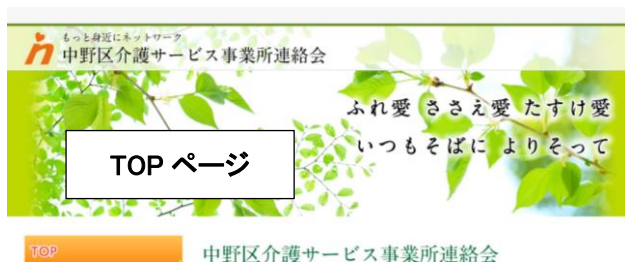 もっと身近にネットワーク
中野区介護サービス事業所連絡会
ふれ愛 ささえ愛 たすけ愛
いつもそばに よりそって
TOP ページ
TOP
中野区介護サービス事業所連絡会